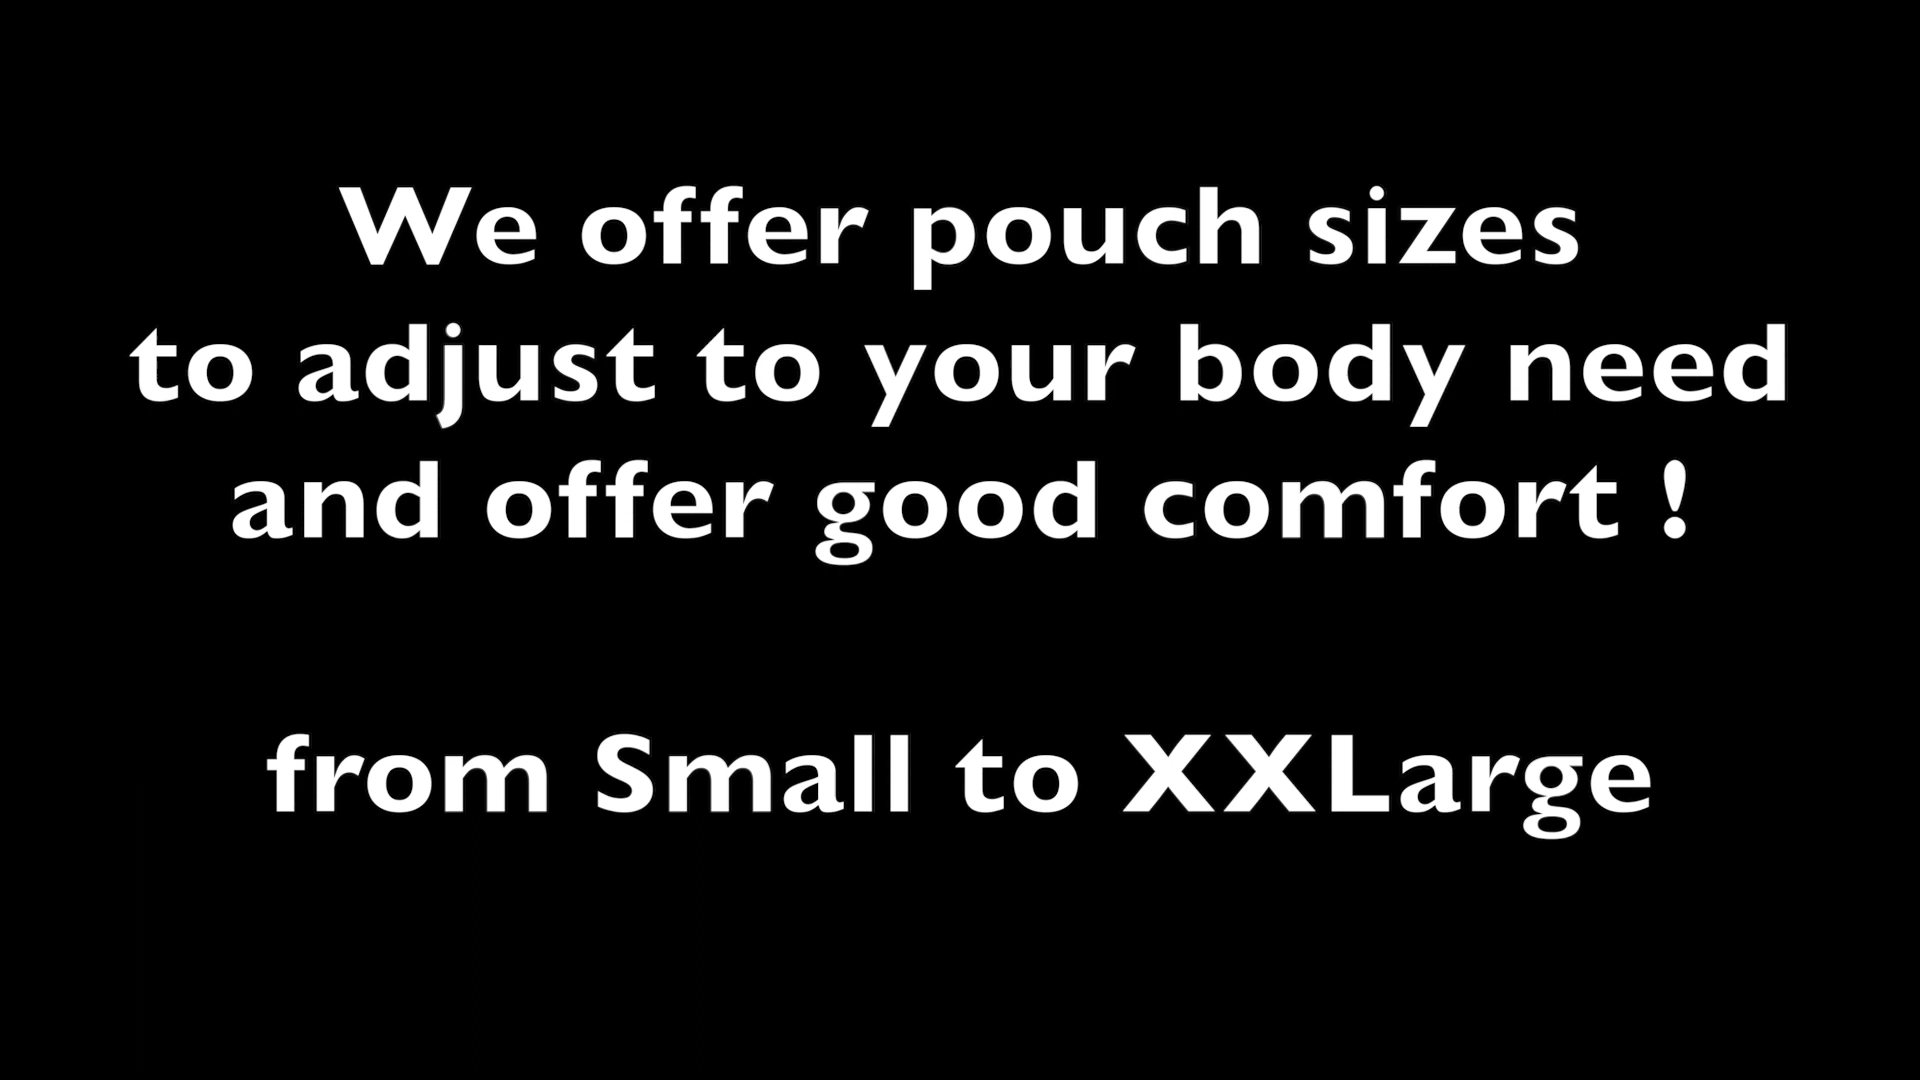 We offer pouch sizes
to adjust to your body need
and offer good comfort !
from Small to XXLarge